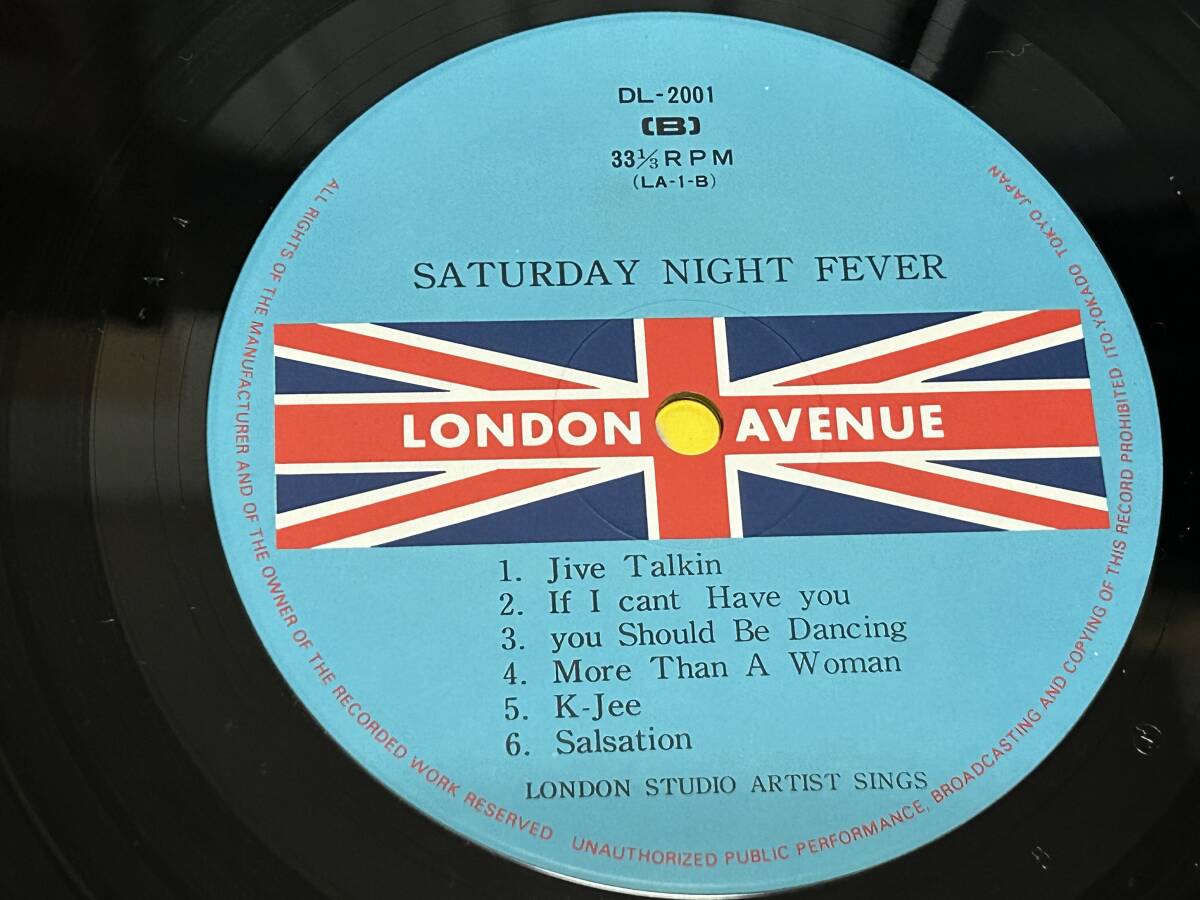 DL-2001
(B)
33⅓ RPM
(LA-1-B)
SATURDAY NIGHT FEVER
LONDON AVENUE
1. Jive Talkin
2. If I cant Have you
3. you Should Be Dancing
4. More Than A Woman
5. K-Jee
6. Salsation
LONDON STUDIO ARTIST SINGS
ALL RIGHTS OF THE MANUFACTURER AND OF THE OWNER OF THE RECORDED WORK RESERVED UNAUTHORIZED PUBLIC PERFORMANCE, BROADCASTING AND COPYING OF THIS RECORD PROHIBITED ITO-YOKADO TOKYO JAPAN